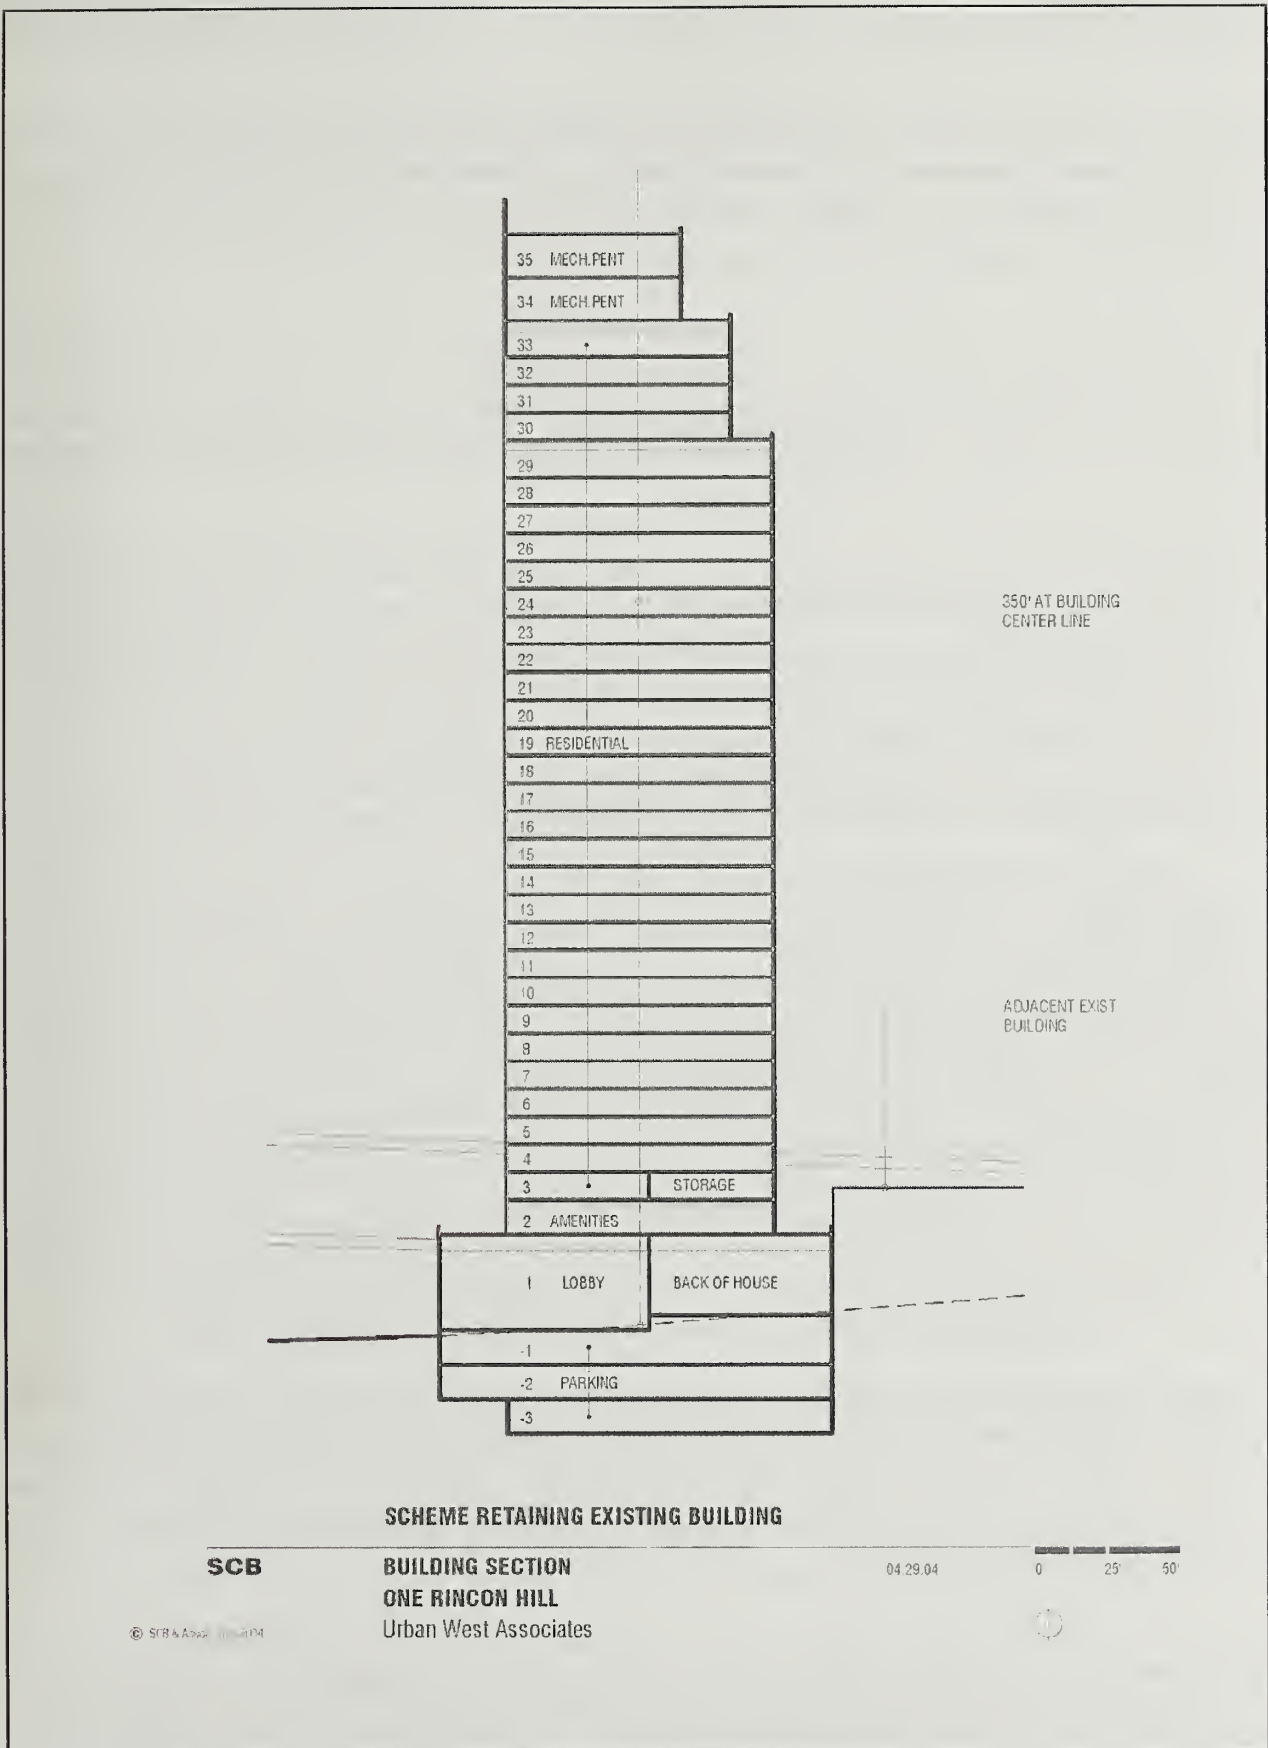 35 MECH.PENT
34 MECH.PENT
33
32
31
30
29
28
27
26
25
24
23
22
21
20
19 RESIDENTIAL
18
17
16
15
14
13
12
11
10
9
8
7
6
5
4
3 STORAGE
2 AMENITIES
1 LOBBY BACK OF HOUSE
-1
-2 PARKING
-3
350' AT BUILDING
CENTER LINE
ADJACENT EXIST
BUILDING
SCHEME RETAINING EXISTING BUILDING
SCB
BUILDING SECTION
ONE RINCON HILL
Urban West Associates
04.29.04
0 25' 50'
© SCB &